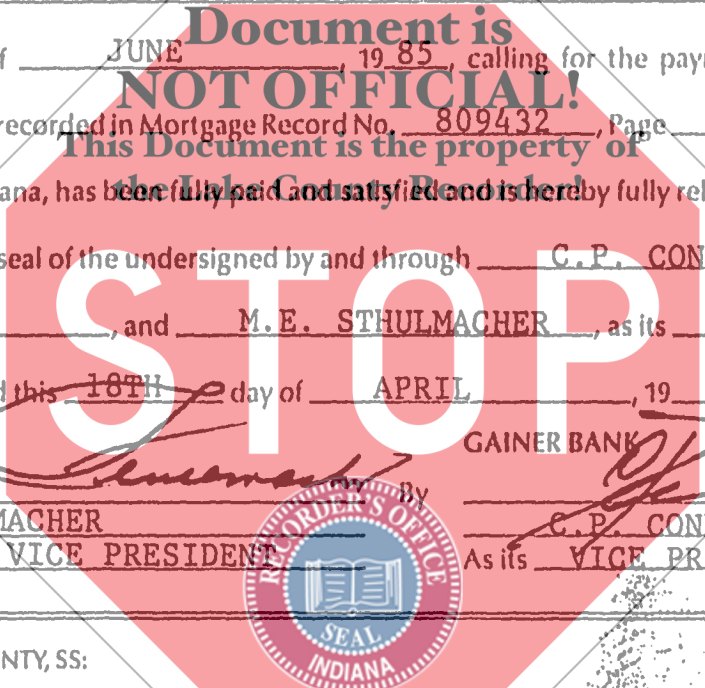 Document is
f JUNE, 19 85, calling for the pay
NOT OFFICIAL!
recorded in Mortgage Record No. 809432, Page
This Document is the property of
the Lake County Recorder!
ana, has been fully paid and satisfied and is hereby fully rel
seal of the undersigned by and through C.P. CON
STOP
, and M.E. STHULMACHER, as its
d this 18TH day of APRIL, 19
GAINER BANK
By
MACHER C.P. CON
VICE PRESIDENT As its VICE PR
RECORDER'S OFFICE
SEAL
INDIANA
NTY, SS: